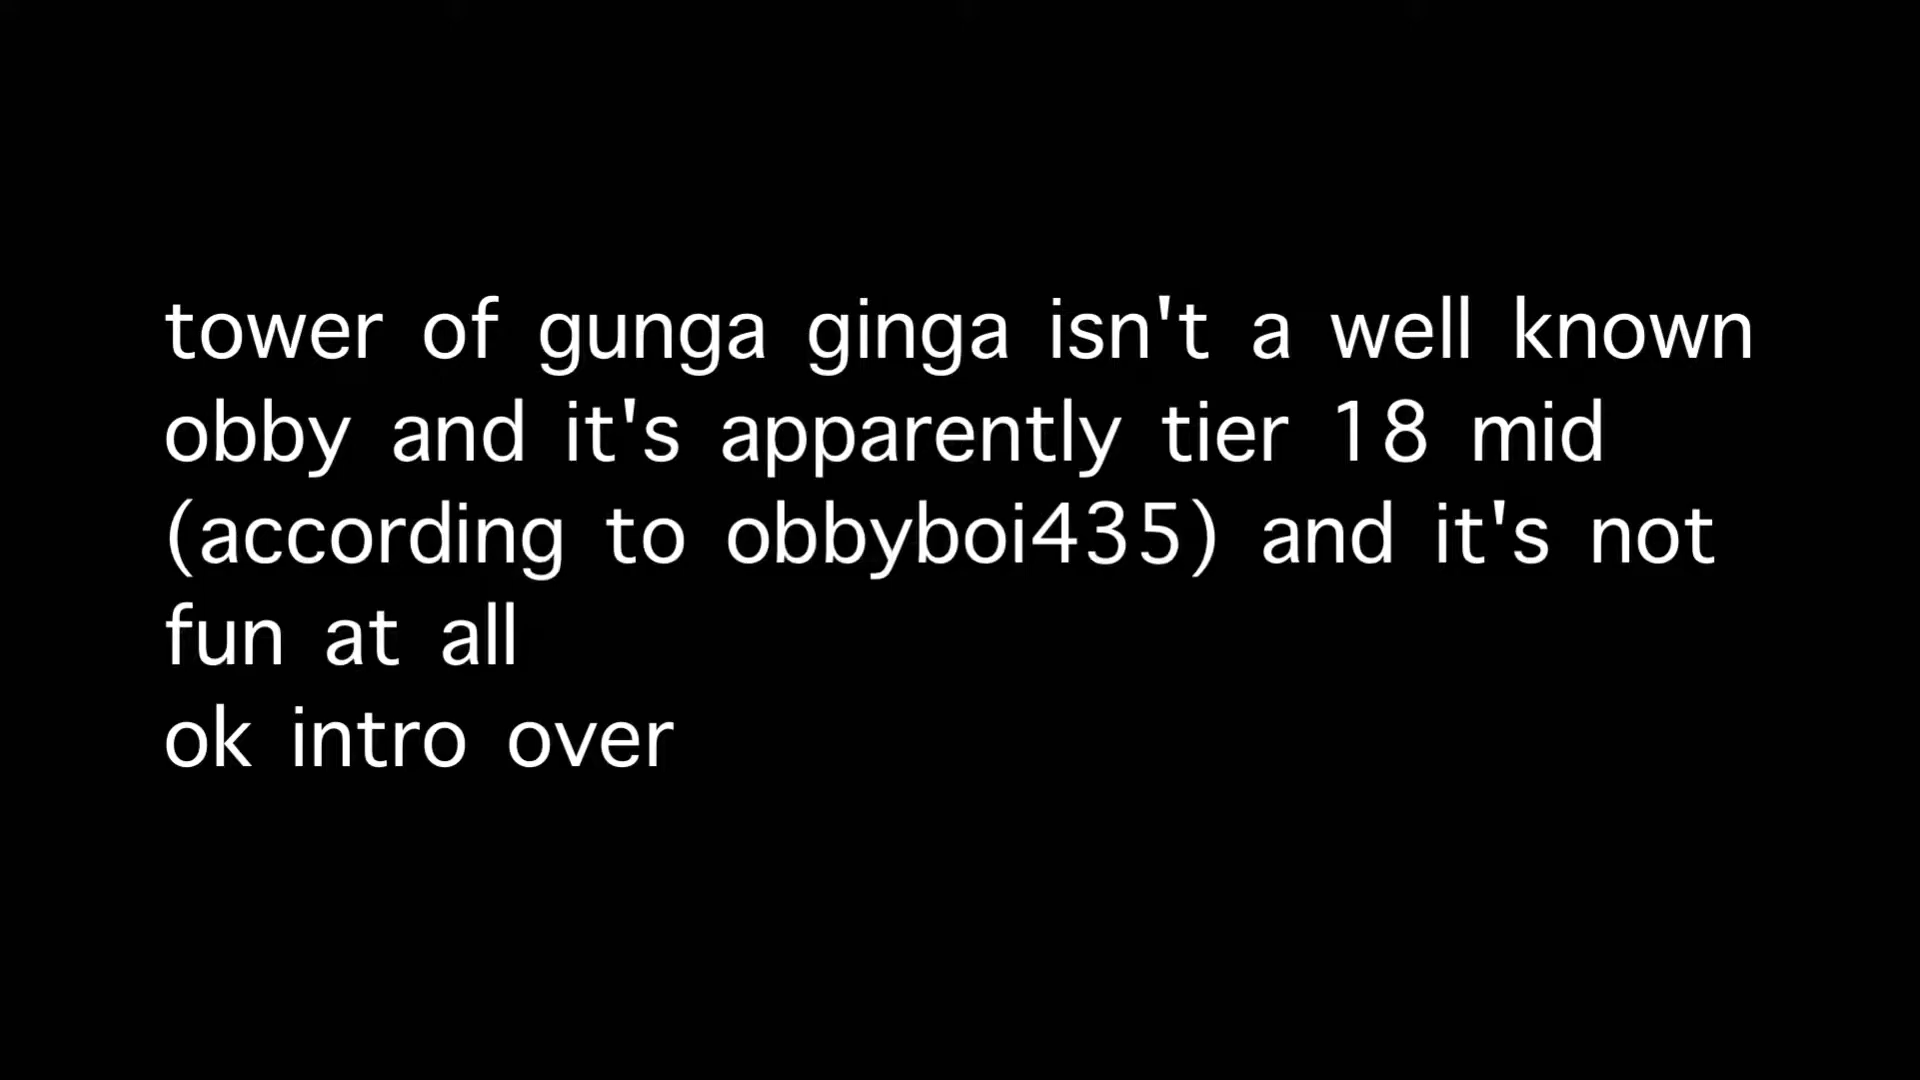 tower of gunga ginga isn't a well known
obby and it's apparently tier 18 mid
(according to obbyboi435) and it's not
fun at all
ok intro over